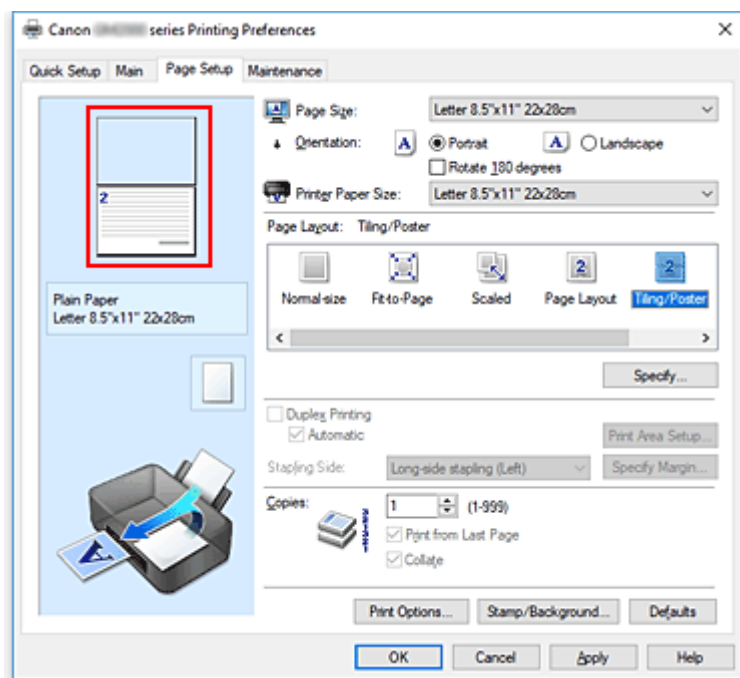 Canon series Printing Preferences
Quick Setup Main Page Setup Maintenance
2
Plain Paper
Letter 8.5"x11" 22x28cm
A
Page Size: Letter 8.5"x11" 22x28cm
Orientation: A Portrait A Landscape
Rotate 180 degrees
Printer Paper Size: Letter 8.5"x11" 22x28cm
Page Layout: Tiling/Poster
2 2
Normal-size Fit-to-Page Scaled Page Layout Tiling/Poster
Specify...
Duplex Printing
Automatic Print Area Setup...
Stapling Side: Long-side stapling (Left) Specify Margin...
Copies: 1 (1-999)
Print from Last Page
Collate
Print Options... Stamp/Background... Defaults
OK Cancel Apply Help